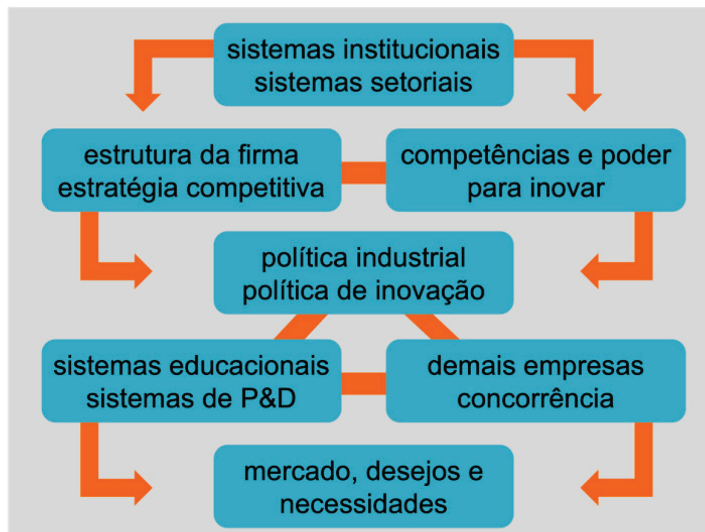 sistemas institucionais
sistemas setoriais
estrutura da firma
estratégia competitiva
competências e poder
para inovar
política industrial
política de inovação
sistemas educacionais
sistemas de P&D
demais empresas
concorrência
mercado, desejos e
necessidades